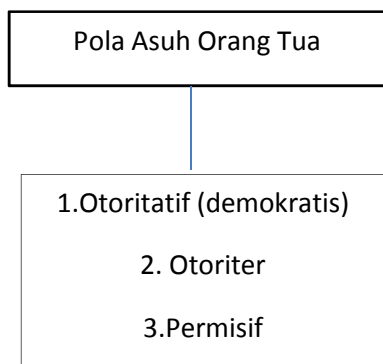 Pola Asuh Orang Tua
1.Otoritatif (demokratis)
2. Otoriter
3.Permisif